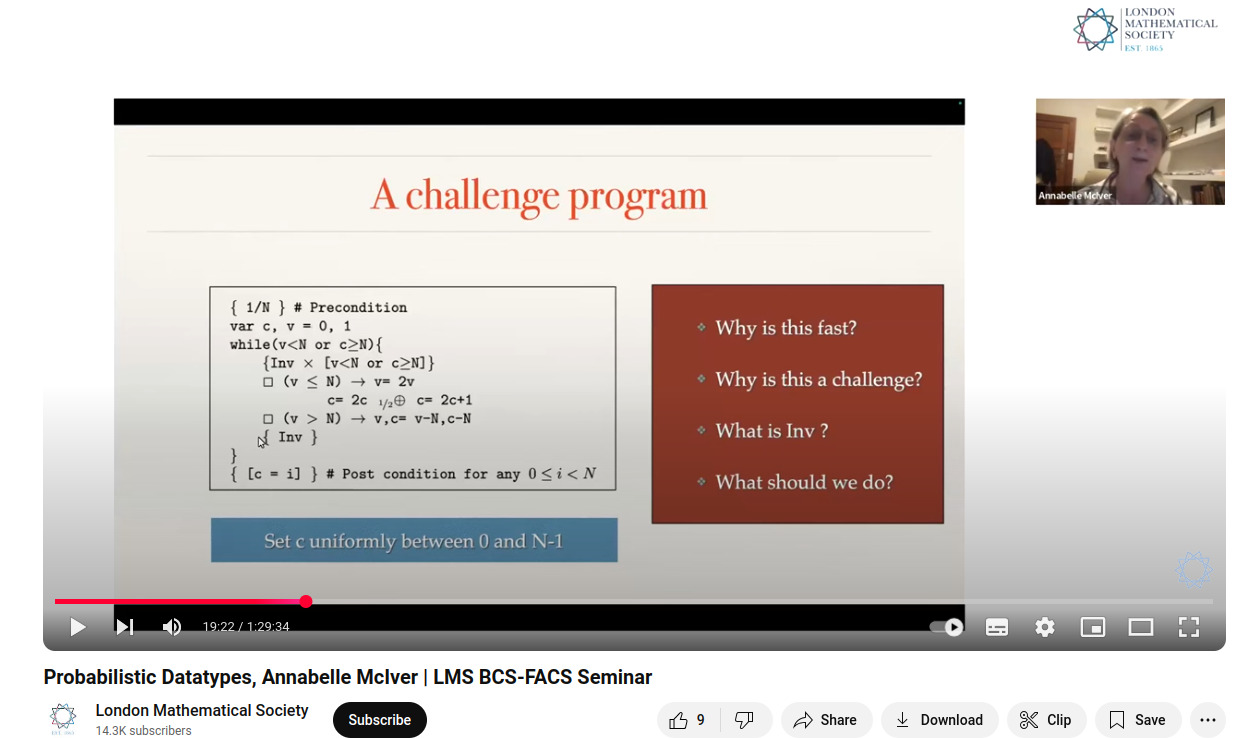 LONDON
MATHEMATICAL
SOCIETY
EST. 1865
Annabelle McIver
A challenge program
{ 1/N } # Precondition
var c, v = 0, 1
while(v<N or c≥N){
{Inv × [v<N or c≥N]}
□ (v ≤ N) → v= 2v
c= 2c 1/2⊕ c= 2c+1
□ (v > N) → v,c= v-N,c-N
{ Inv }
}
{ [c = i] } # Post condition for any 0 ≤ i < N
Set c uniformly between 0 and N-1
❖ Why is this fast?
❖ Why is this a challenge?
❖ What is Inv ?
❖ What should we do?
19:22 / 1:29:34
Probabilistic Datatypes, Annabelle McIver | LMS BCS-FACS Seminar
London Mathematical Society
14.3K subscribers
Subscribe
9
Share
Download
Clip
Save